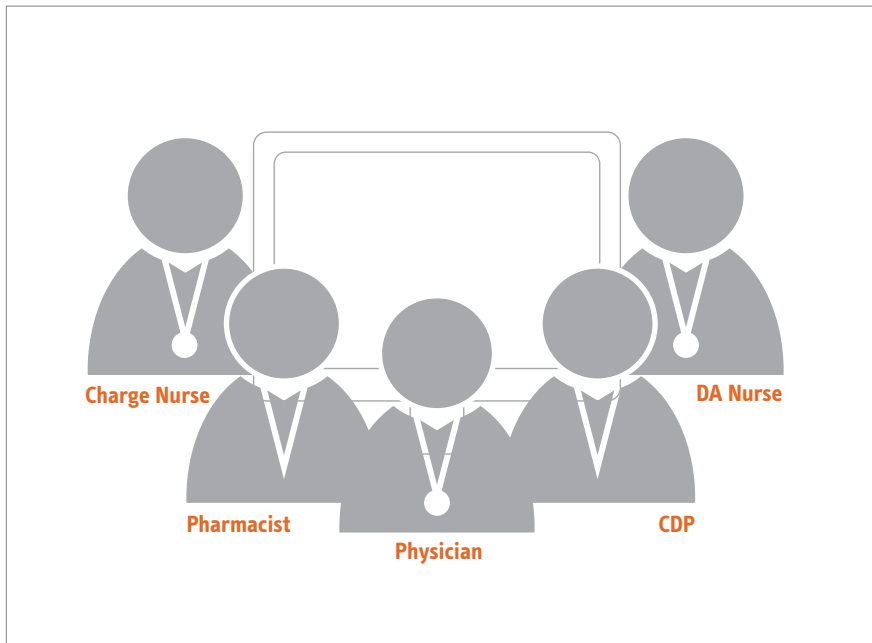 Charge Nurse
DA Nurse
Pharmacist
CDP
Physician